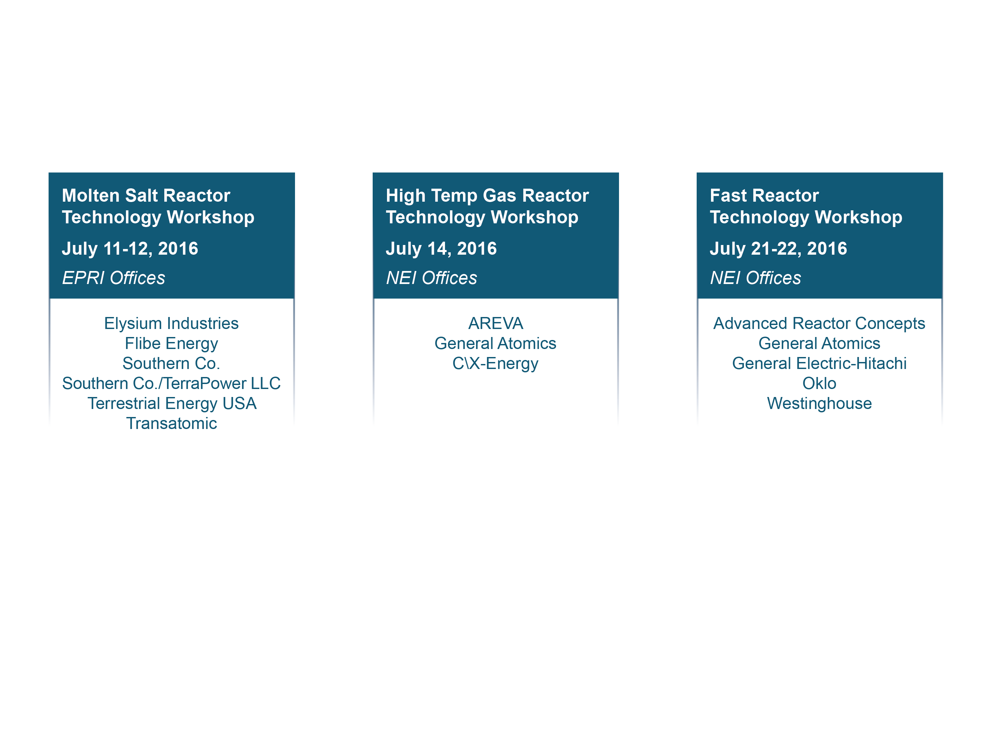 Molten Salt Reactor
Technology Workshop
July 11-12, 2016
EPRI Offices
Elysium Industries
Flibe Energy
Southern Co.
Southern Co./TerraPower LLC
Terrestrial Energy USA
Transatomic
High Temp Gas Reactor
Technology Workshop
July 14, 2016
NEI Offices
AREVA
General Atomics
C\X-Energy
Fast Reactor
Technology Workshop
July 21-22, 2016
NEI Offices
Advanced Reactor Concepts
General Atomics
General Electric-Hitachi
Oklo
Westinghouse